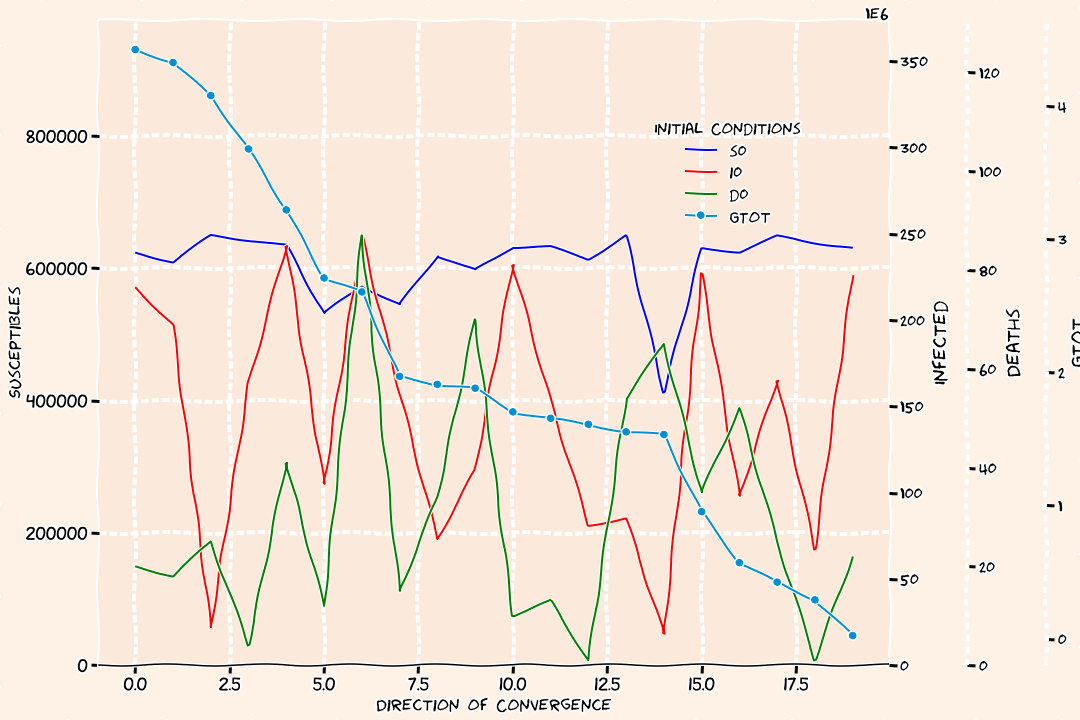 1E6
INITIAL CONDITIONS
S0
I0
D0
GTOT
800000
600000
400000
200000
0
SUSCEPTIBLES
0.0 2.5 5.0 7.5 10.0 12.5 15.0 17.5
DIRECTION OF CONVERGENCE
350
300
250
200
150
100
50
0
INFECTED
120
100
80
60
40
20
0
DEATHS
4
3
2
1
0
GTOT